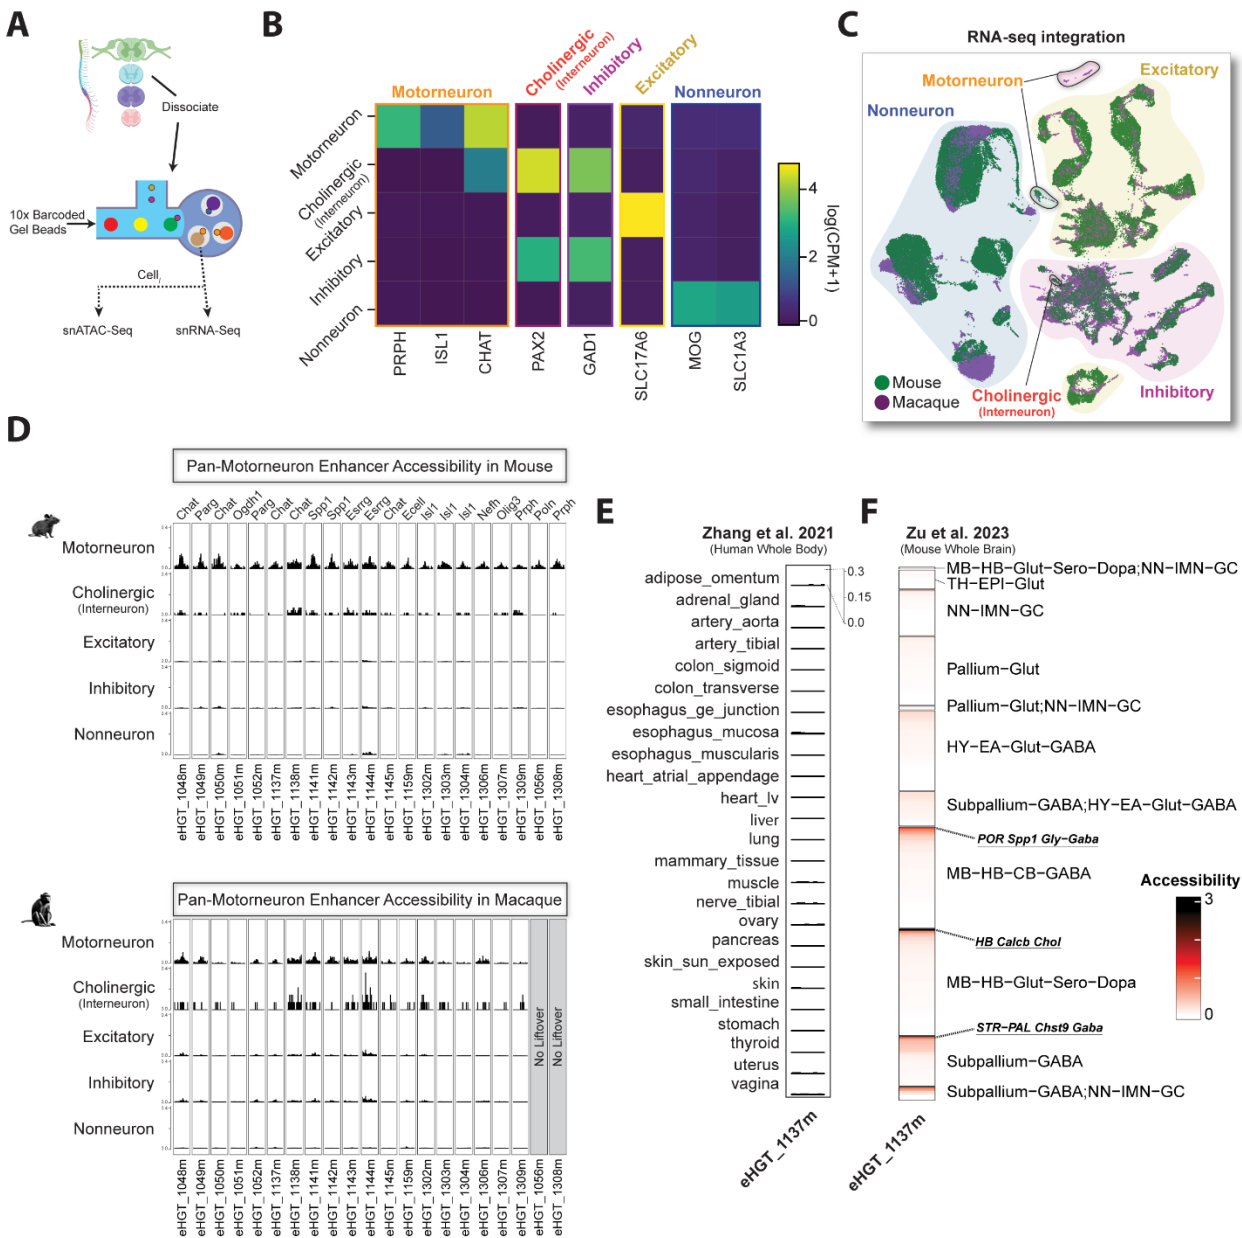 A
Dissociate
10x Barcoded
Gel Beads
Cell i
snATAC-Seq
snRNA-Seq
B
Motorneuron
Cholinergic
(Interneuron)
Inhibitory
Excitatory
Nonneuron
Motorneuron
Cholinergic
(Interneuron)
Excitatory
Inhibitory
Nonneuron
PRPH
ISL1
CHAT
PAX2
GAD1
SLC17A6
MOG
SLC1A3
4
2
0
log(CPM+1)
C
RNA-seq integration
Motorneuron
Excitatory
Nonneuron
Mouse
Macaque
Cholinergic
(Interneuron)
Inhibitory
D
Pan-Motorneuron Enhancer Accessibility in Mouse
Chat Parg Chat Ogdh1 Parg Chat Chat Spp1 Spp1 Esrrg Esrrg Chat Ecell Isl1 Isl1 Isl1 Nefh Olig3 Prph Poln Prph
Motorneuron
Cholinergic
(Interneuron)
Excitatory
Inhibitory
Nonneuron
eHGT_1048m
eHGT_1049m
eHGT_1050m
eHGT_1051m
eHGT_1052m
eHGT_1137m
eHGT_1138m
eHGT_1141m
eHGT_1142m
eHGT_1143m
eHGT_1144m
eHGT_1145m
eHGT_1159m
eHGT_1302m
eHGT_1303m
eHGT_1304m
eHGT_1306m
eHGT_1307m
eHGT_1309m
eHGT_1056m
eHGT_1308m
Pan-Motorneuron Enhancer Accessibility in Macaque
Motorneuron
Cholinergic
(Interneuron)
Excitatory
Inhibitory
Nonneuron
No Liftover
No Liftover
eHGT_1048m
eHGT_1049m
eHGT_1050m
eHGT_1051m
eHGT_1052m
eHGT_1137m
eHGT_1138m
eHGT_1141m
eHGT_1142m
eHGT_1143m
eHGT_1144m
eHGT_1145m
eHGT_1159m
eHGT_1302m
eHGT_1303m
eHGT_1304m
eHGT_1306m
eHGT_1307m
eHGT_1309m
eHGT_1056m
eHGT_1308m
E
Zhang et al. 2021
(Human Whole Body)
0.3
0.15
0.0
adipose_omentum
adrenal_gland
artery_aorta
artery_tibial
colon_sigmoid
colon_transverse
esophagus_ge_junction
esophagus_mucosa
esophagus_muscularis
heart_atrial_appendage
heart_lv
liver
lung
mammary_tissue
muscle
nerve_tibial
ovary
pancreas
skin_sun_exposed
skin
small_intestine
stomach
thyroid
uterus
vagina
eHGT_1137m
F
Zu et al. 2023
(Mouse Whole Brain)
MB-HB-Glut-Sero-Dopa;NN-IMN-GC
TH-EPI-Glut
NN-IMN-GC
Pallium-Glut
Pallium-Glut;NN-IMN-GC
HY-EA-Glut-GABA
Subpallium-GABA;HY-EA-Glut-GABA
POR Spp1 Gly-Gaba
MB-HB-CB-GABA
HB Calcb Chol
MB-HB-Glut-Sero-Dopa
STR-PAL Chst9 Gaba
Subpallium-GABA
Subpallium-GABA;NN-IMN-GC
eHGT_1137m
Accessibility
3
0